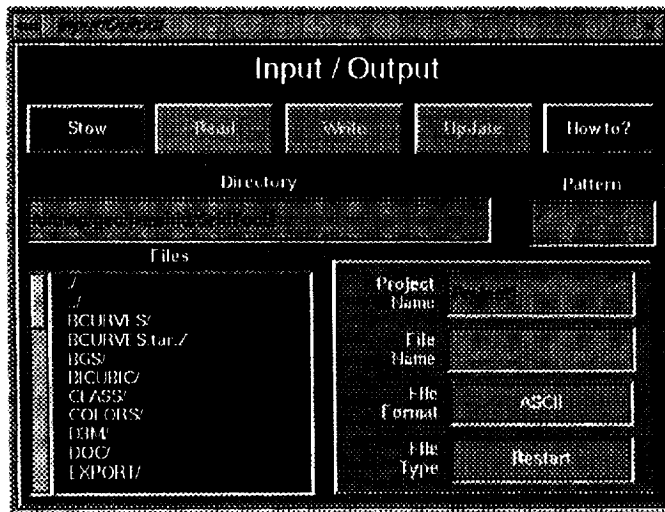 Input / Output
Stow Read Write Update How to?
Directory Pattern
Files
./
../
BCURVES/
BCURVES.tar./
BGS/
BICUBIC/
CLASS/
COLORS/
D3M/
DOC/
EXPORT/
Project
Name
File
Name
File
Format
ASCII
File
Type
Restart